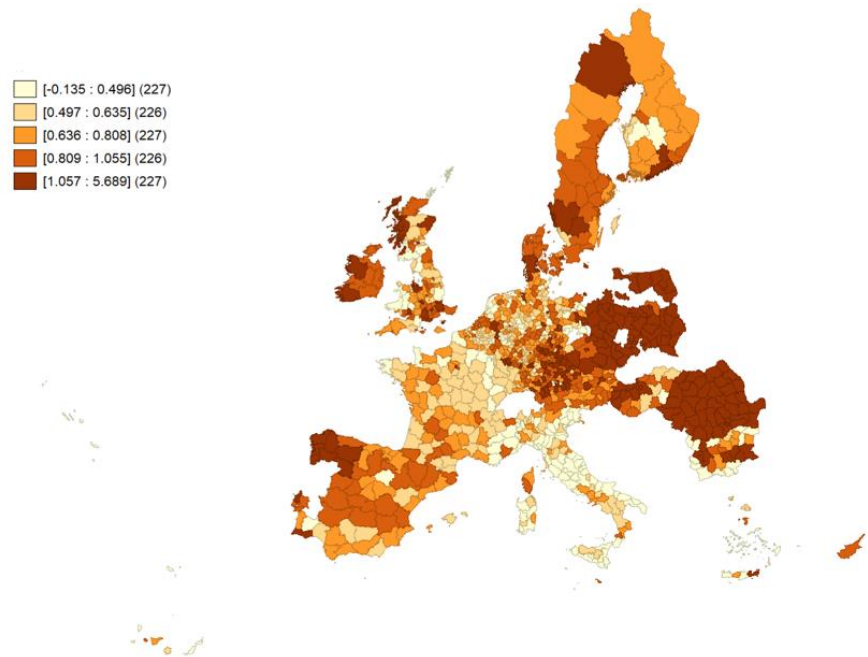 [-0.135 : 0.496] (227)
[0.497 : 0.635] (226)
[0.636 : 0.808] (227)
[0.809 : 1.055] (226)
[1.057 : 5.689] (227)